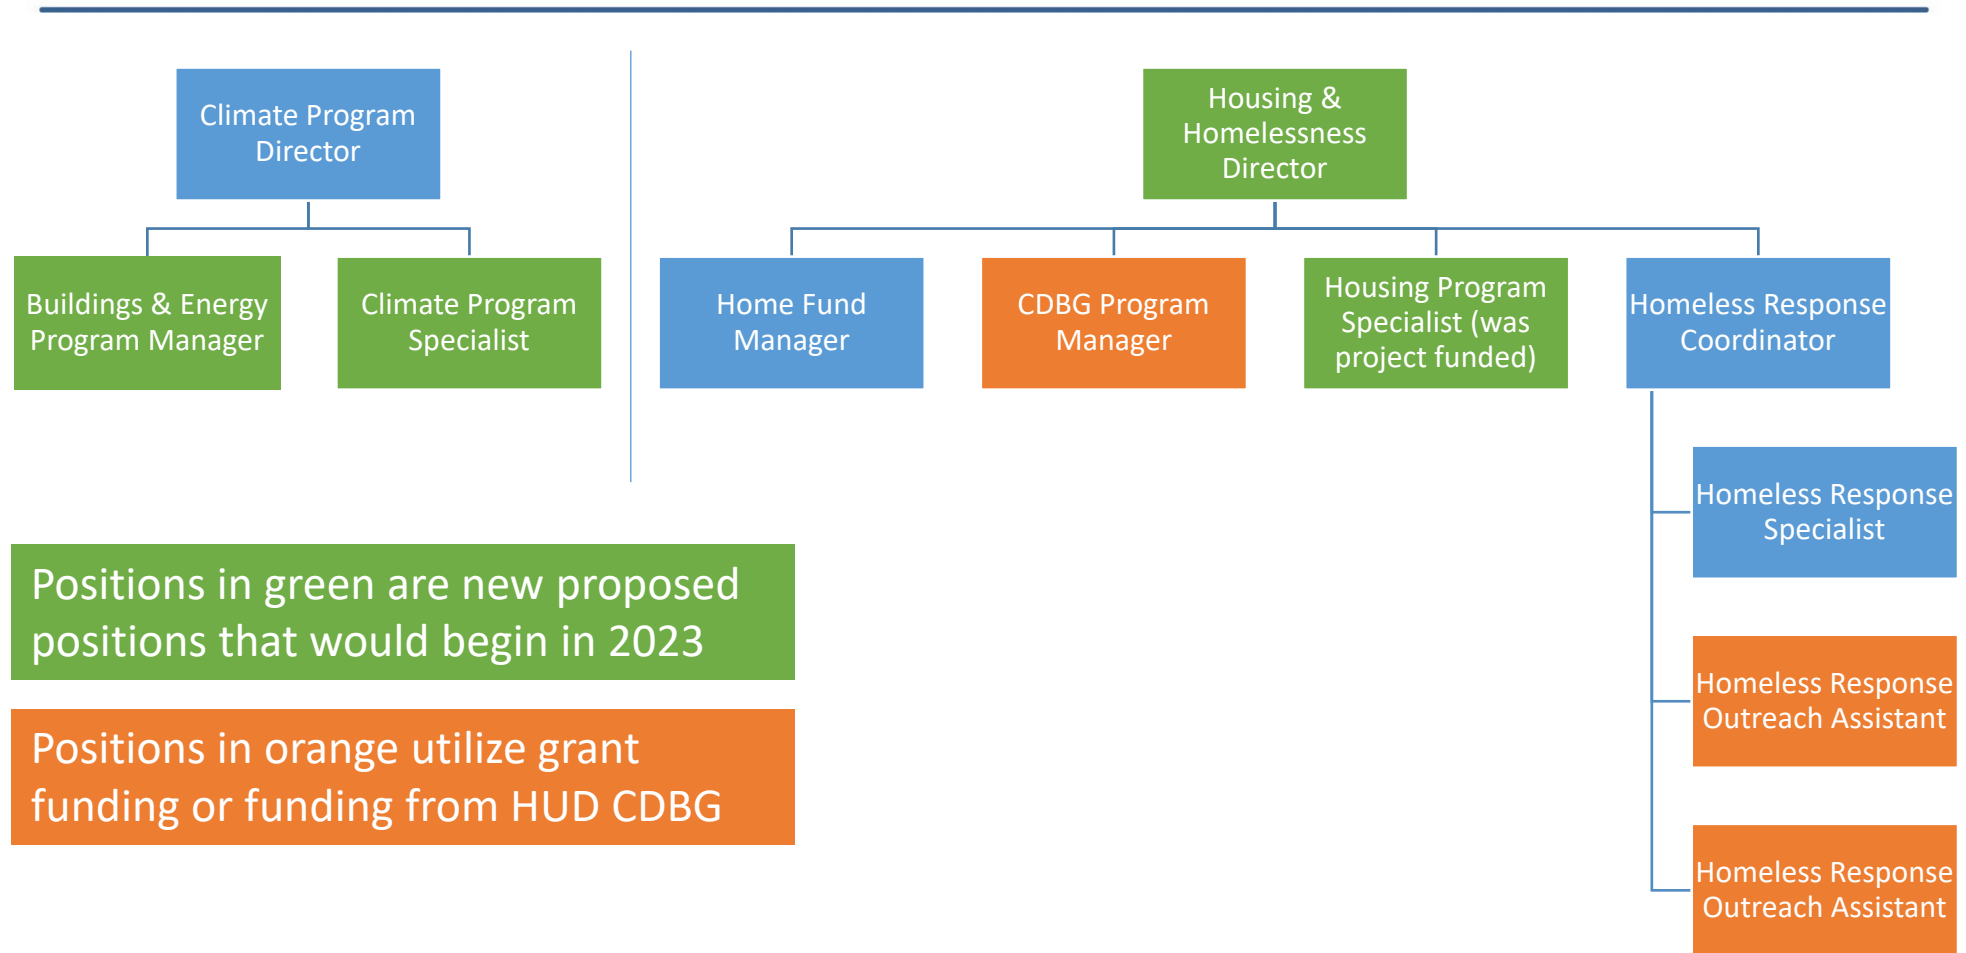 Climate Program
Director
Housing &
Homelessness
Director
Buildings & Energy
Program Manager
Climate Program
Specialist
Home Fund
Manager
CDBG Program
Manager
Housing Program
Specialist (was
project funded)
Homeless Response
Coordinator
Homeless Response
Specialist
Homeless Response
Outreach Assistant
Homeless Response
Outreach Assistant
Positions in green are new proposed
positions that would begin in 2023
Positions in orange utilize grant
funding or funding from HUD CDBG